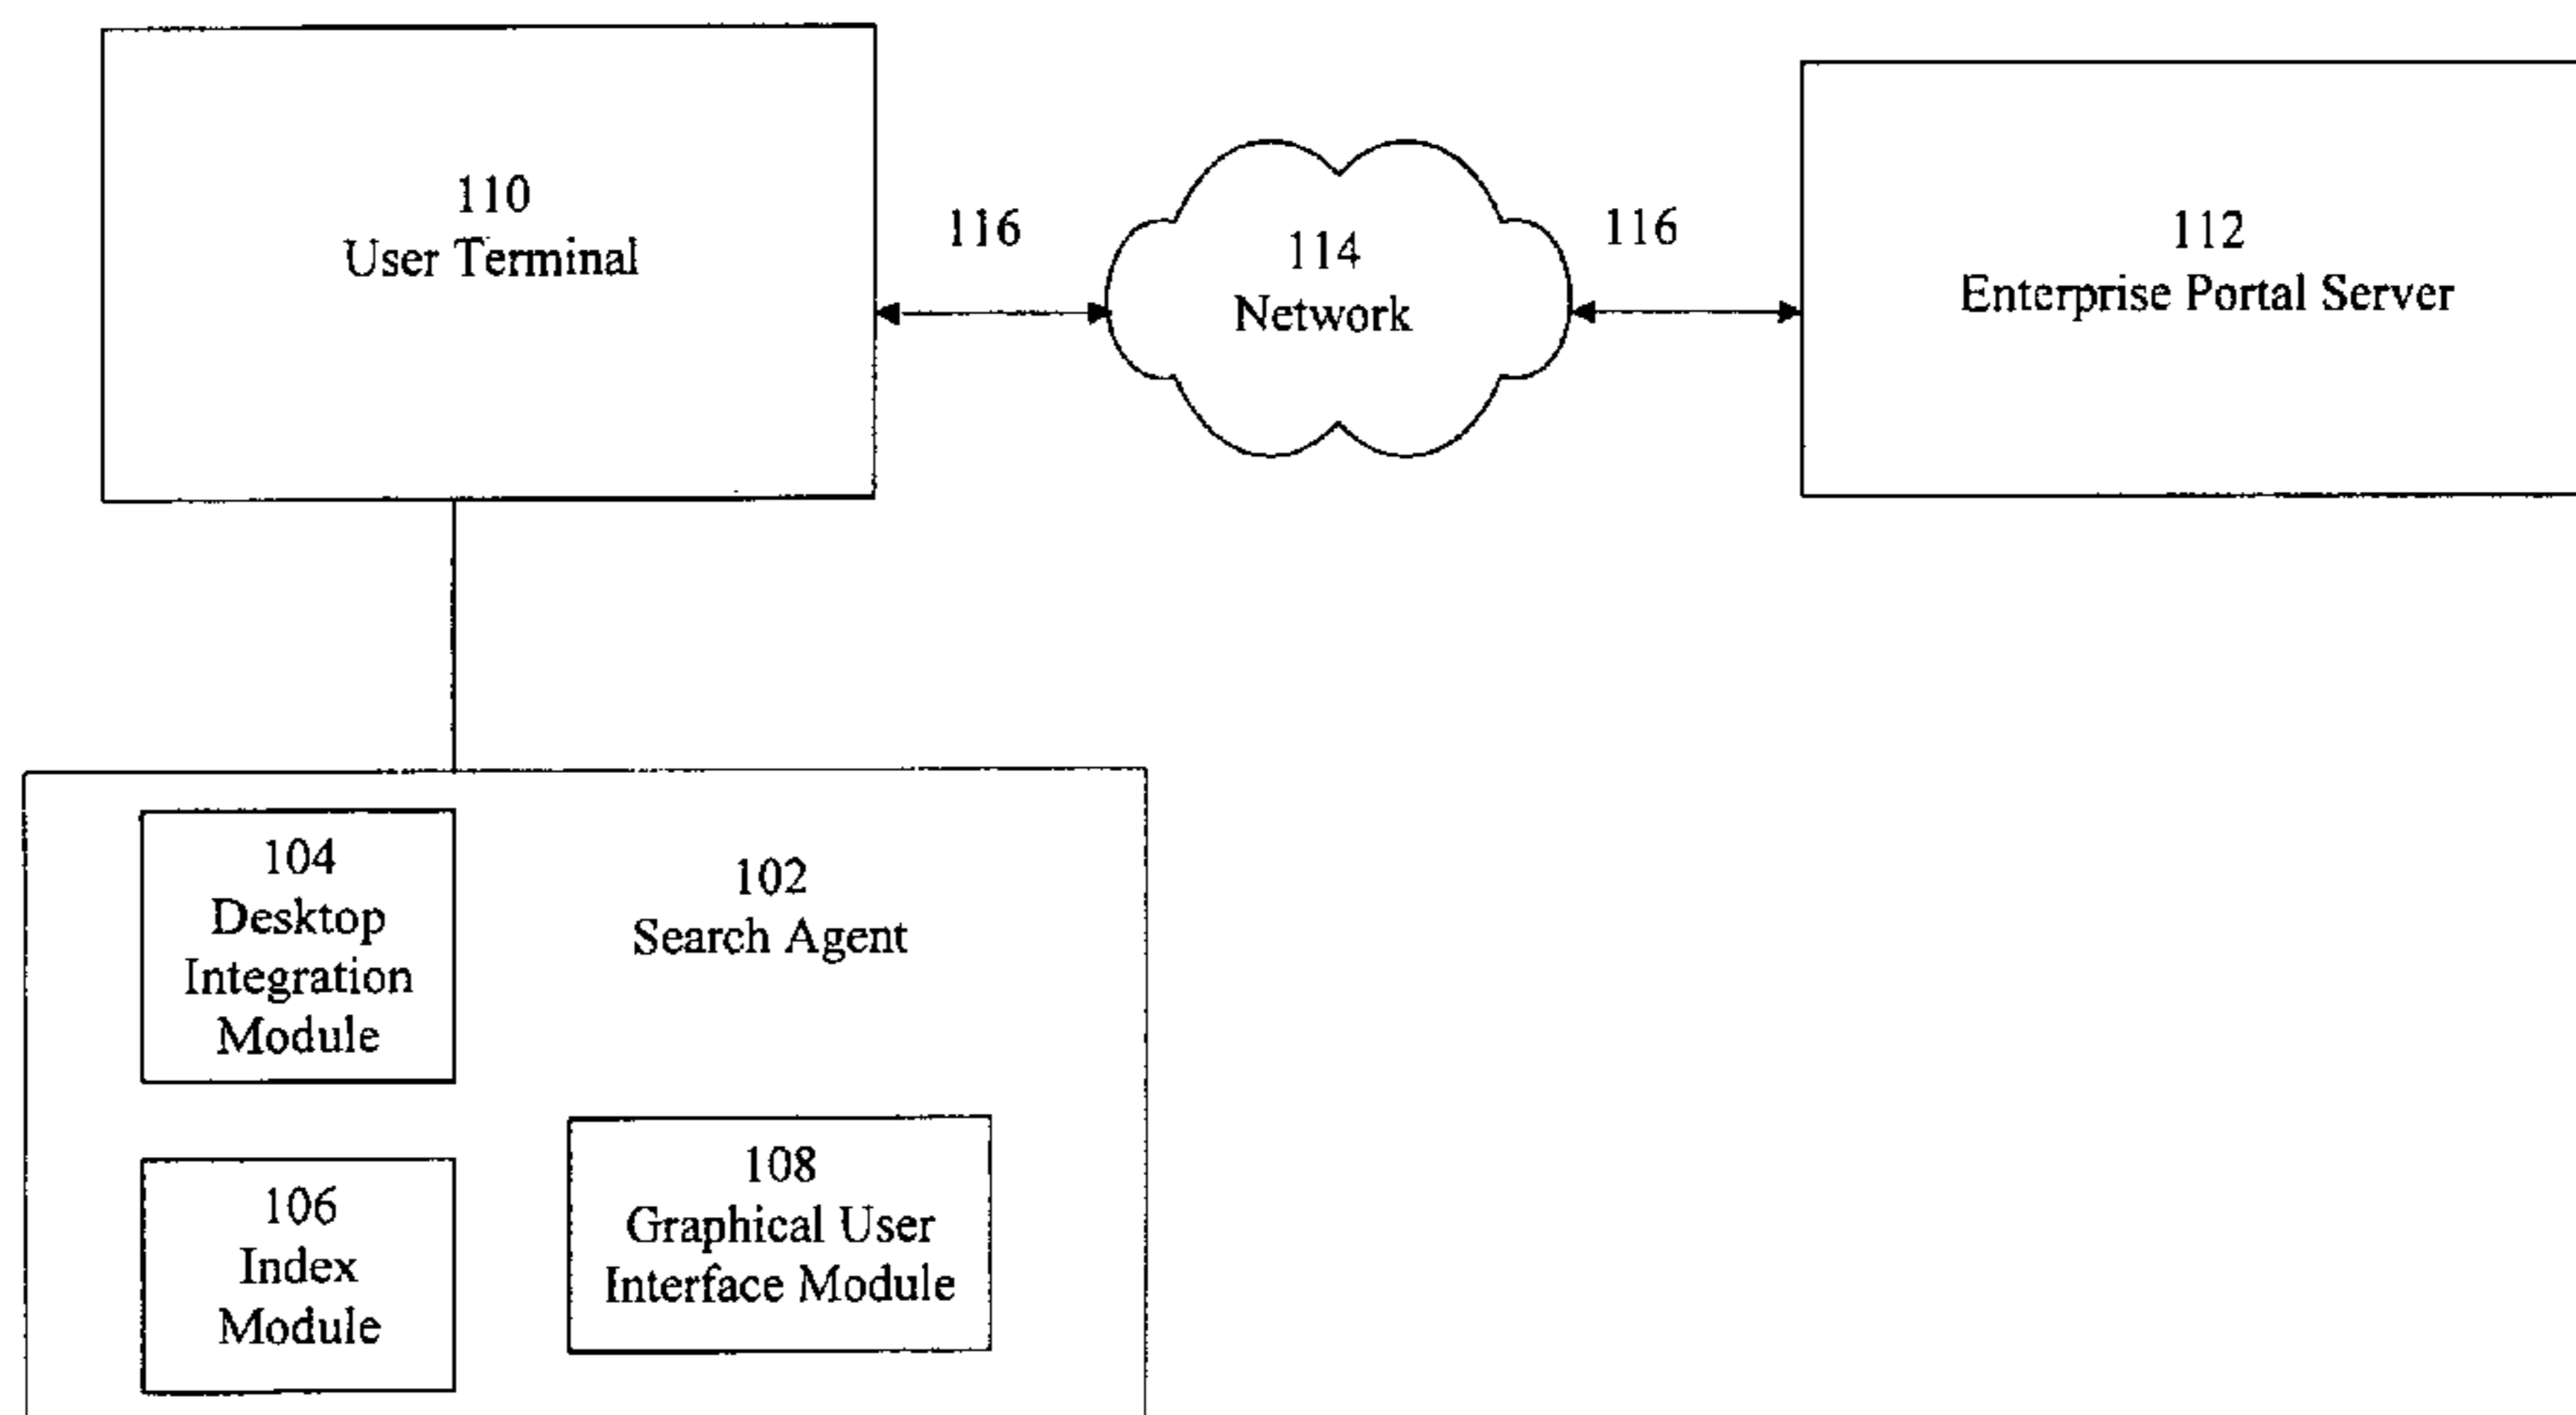 110
User Terminal
116
114
Network
116
112
Enterprise Portal Server
104
Desktop
Integration
Module
102
Search Agent
106
Index
Module
108
Graphical User
Interface Module